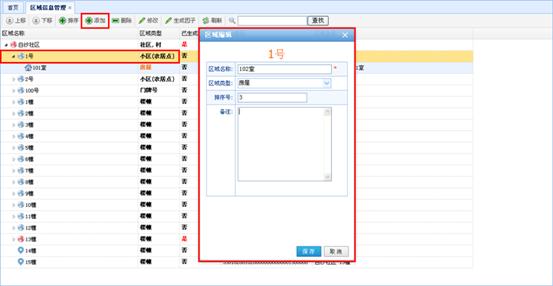 首页 区域信息管理
上移 下移 排序 添加 删除 修改 生成因子 刷新 查找
区域名称 区域类型 已生成
白纱社区 社区,村 是
1号 小区(农居点) 否
101室 房屋 否
2号 小区(农居点) 否
100号 门牌号 否
1幢 楼幢 否
2幢 楼幢 否
3幢 楼幢 否
4幢 楼幢 否
5幢 楼幢 否
6幢 楼幢 否
7幢 楼幢 否
8幢 楼幢 否
9幢 楼幢 否
10幢 楼幢 否
11幢 楼幢 否
12幢 楼幢 否
13幢 楼幢 是
14幢 楼幢 否
15幢 楼幢 否
区域编辑
1号
区域名称: 102室 *
区域类型: 房屋
排序号: 3
备注:
保存 取消